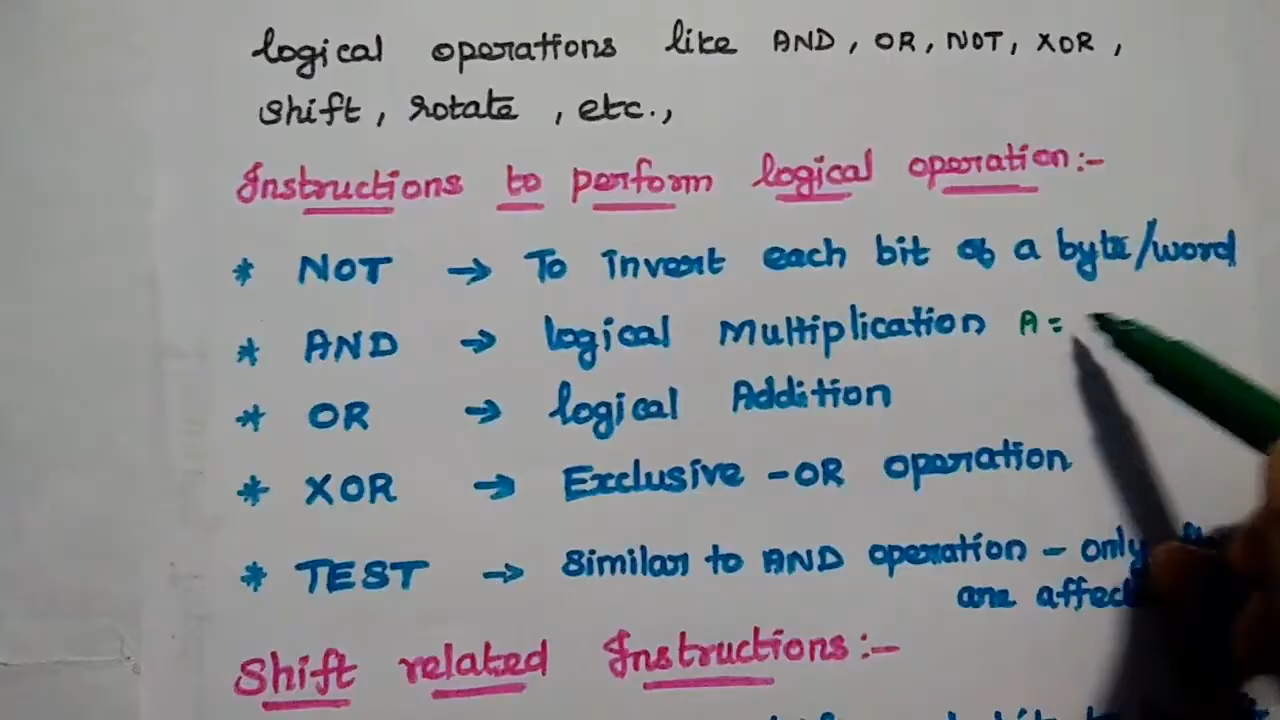 logical operations like AND, OR, NOT, XOR,
Shift, rotate, etc.,
Instructions to perform logical operation:-
* NOT → To invert each bit of a byte/word
* AND → logical Multiplication A=
* OR → logical Addition
* XOR → Exclusive -OR operation
* TEST → Similar to AND operation - only
are affec
Shift related Instructions:-